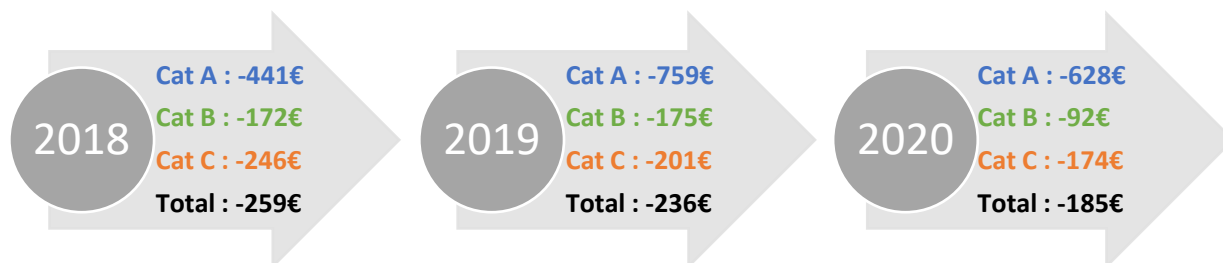 2018
Cat A : -441€
Cat B : -172€
Cat C : -246€
Total : -259€
2019
Cat A : -759€
Cat B : -175€
Cat C : -201€
Total : -236€
2020
Cat A : -628€
Cat B : -92€
Cat C : -174€
Total : -185€